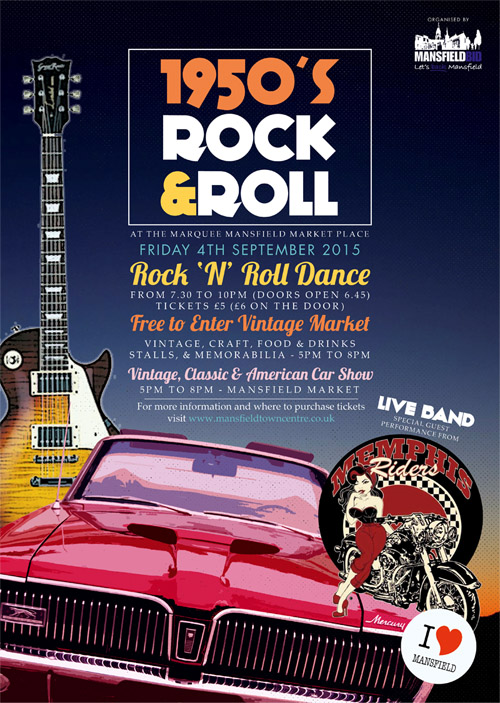 ORGANISED BY
MANSFIELDBID
Let's Mansfield
1950'S
ROCK
&ROLL
AT THE MARQUEE MANSFIELD MARKET PLACE
FRIDAY 4TH SEPTEMBER 2015
Rock 'N' Roll Dance
FROM 7.30 TO 10PM (DOORS OPEN 6.45)
TICKETS £5 (£6 ON THE DOOR)
Free to Enter Vintage Market
VINTAGE, CRAFT, FOOD & DRINKS
STALLS, & MEMORABILIA - 5PM TO 8PM
Vintage, Classic & American Car Show
5PM TO 8PM - MANSFIELD MARKET
For more information and where to purchase tickets
visit www.mansfieldtowncentre.co.uk
LIVE BAND
SPECIAL GUEST
PERFORMANCE FROM
MEMPHIS
Riders
Mercury
I ♥
MANSFIELD